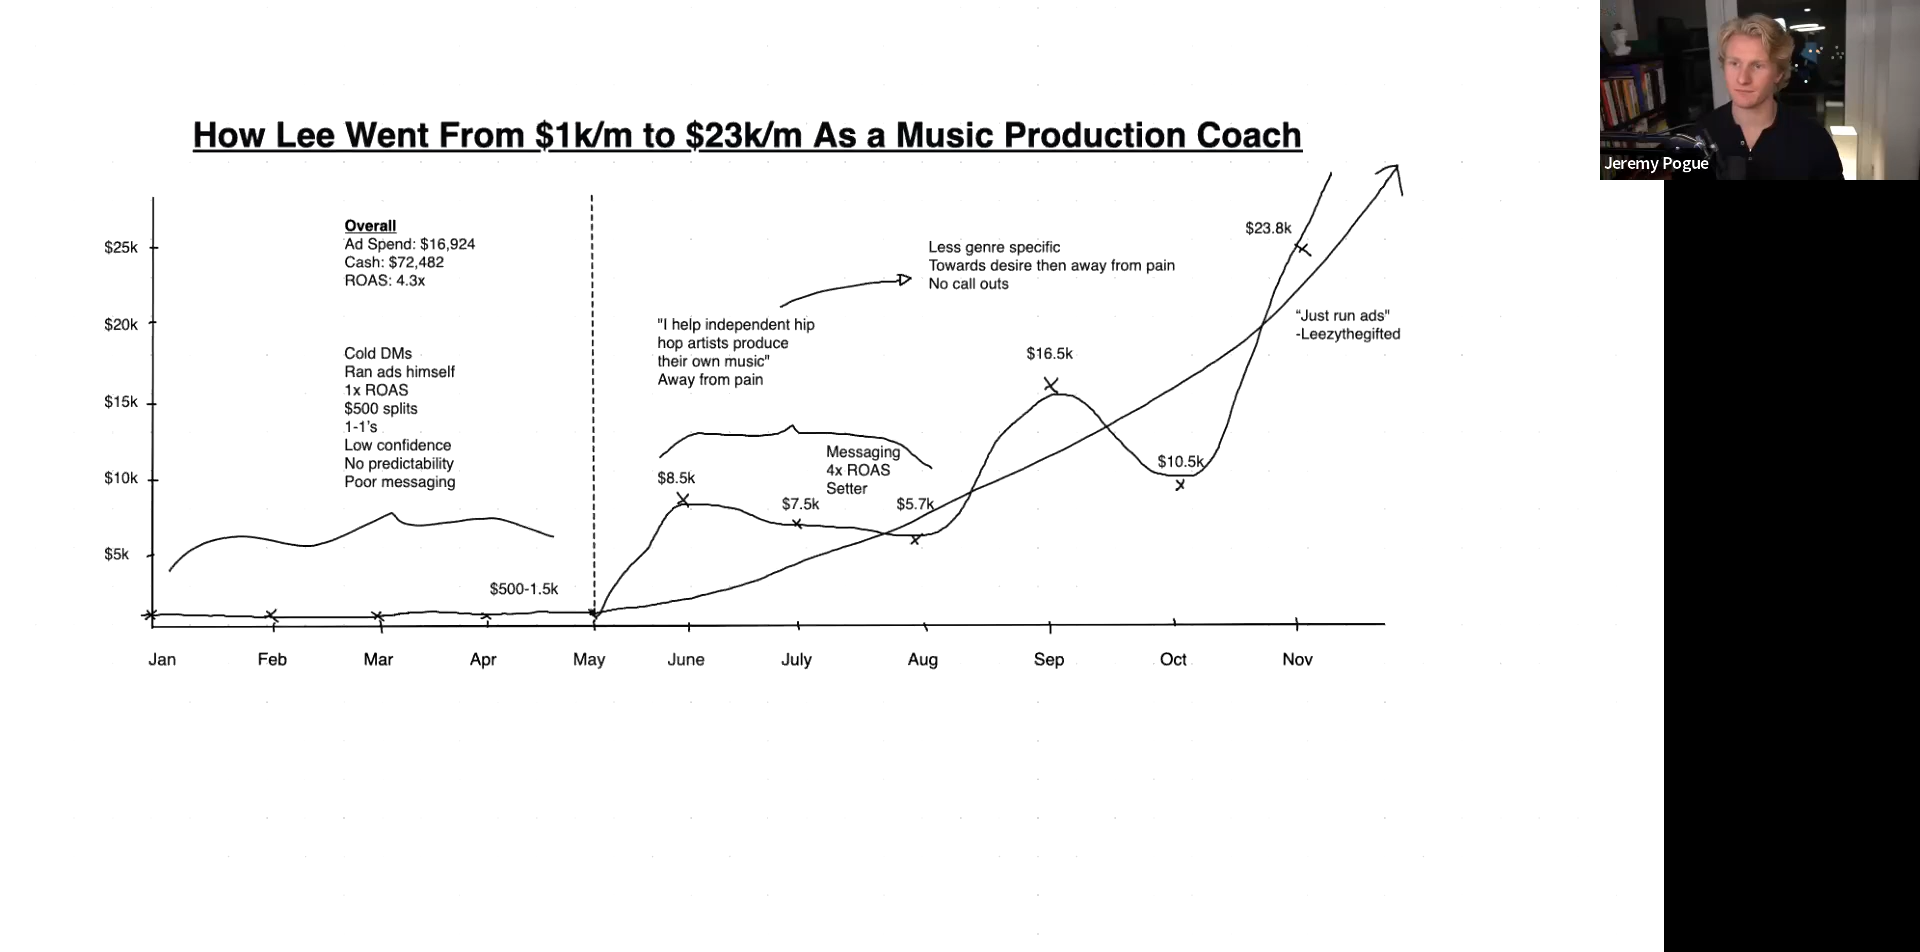 Jeremy Pogue
How Lee Went From $1k/m to $23k/m As a Music Production Coach
$25k
$20k
$15k
$10k
$5k
Overall
Ad Spend: $16,924
Cash: $72,482
ROAS: 4.3x
Cold DMs
Ran ads himself
1x ROAS
$500 splits
1-1's
Low confidence
No predictability
Poor messaging
$500-1.5k
"I help independent hip
hop artists produce
their own music"
Away from pain
Less genre specific
Towards desire then away from pain
No call outs
Messaging
4x ROAS
Setter
$8.5k
$7.5k
$5.7k
$16.5k
$10.5k
$23.8k
“Just run ads"
-Leezythegifted
Jan
Feb
Mar
Apr
May
June
July
Aug
Sep
Oct
Nov